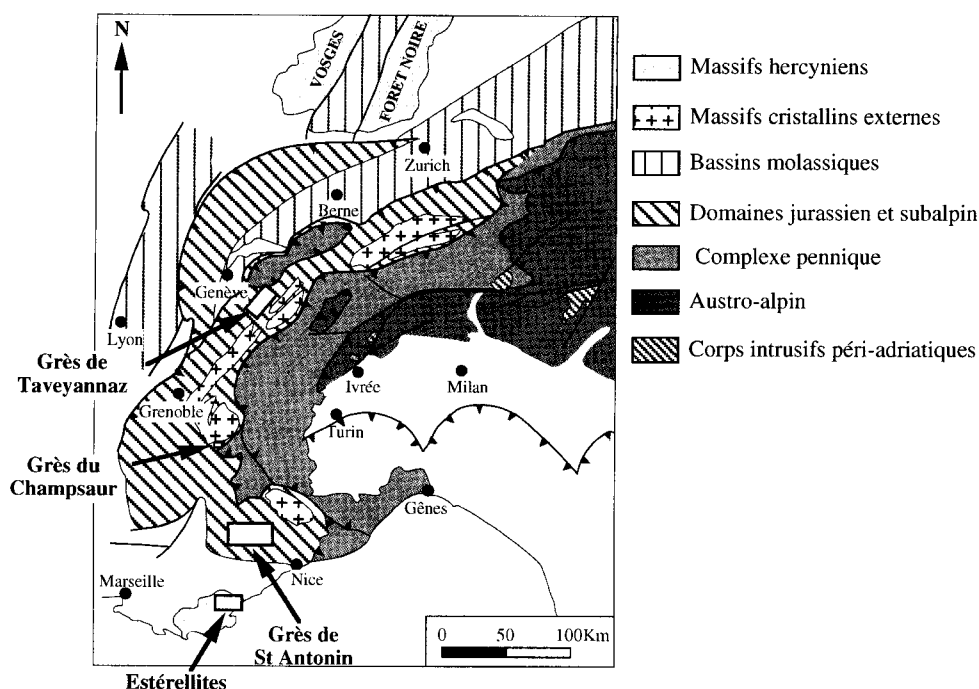 N
VOSGES
FORET NOIRE
Zurich
Berne
Genève
Lyon
Grès de
Taveyannaz
Grenoble
Ivrée
Milan
Turin
Grès du
Champsaur
Gênes
Marseille
Nice
Grès de
St Antonin
Estérellites
0 50 100Km
Massifs hercyniens
Massifs cristallins externes
Bassins molassiques
Domaines jurassien et subalpin
Complexe pennique
Austro-alpin
Corps intrusifs péri-adriatiques